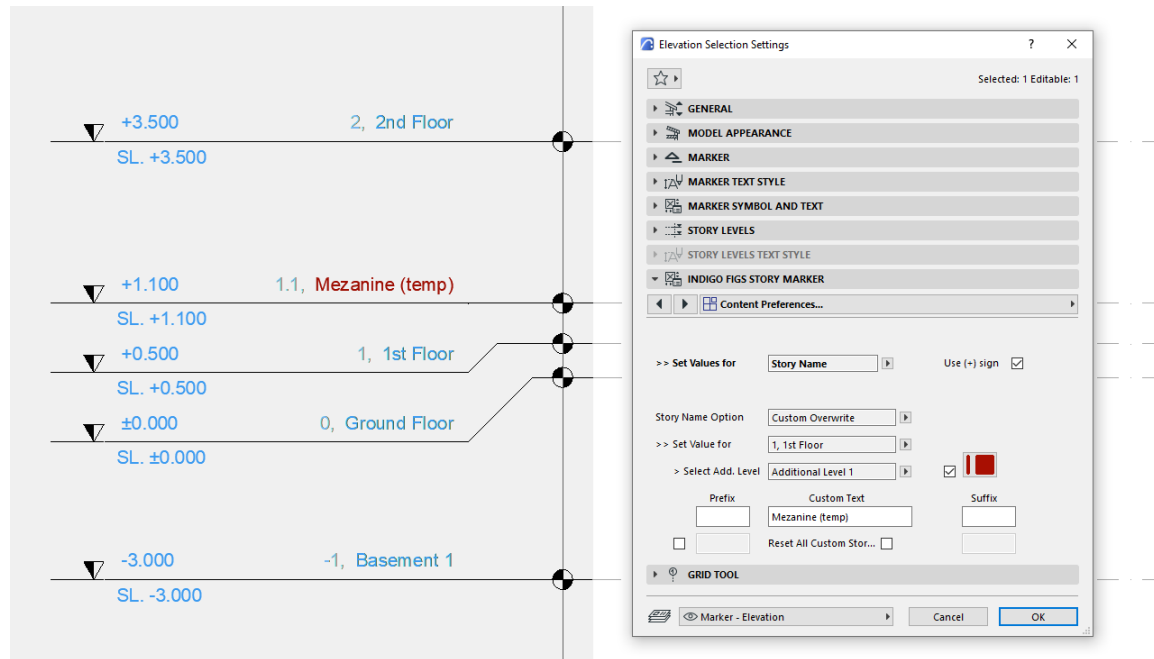 +3.500 2, 2nd Floor
SL. +3.500
+1.100 1.1, Mezanine (temp)
SL. +1.100
+0.500 1, 1st Floor
SL. +0.500
±0.000 0, Ground Floor
SL. ±0.000
-3.000 -1, Basement 1
SL. -3.000
Elevation Selection Settings
Selected: 1 Editable: 1
GENERAL
MODEL APPEARANCE
MARKER
MARKER TEXT STYLE
MARKER SYMBOL AND TEXT
STORY LEVELS
STORY LEVELS TEXT STYLE
INDIGO FIGS STORY MARKER
Content Preferences...
>> Set Values for Story Name Use (+) sign
Story Name Option Custom Overwrite
>> Set Value for 1, 1st Floor
> Select Add. Level Additional Level 1
Prefix Custom Text Suffix
Mezanine (temp)
Reset All Custom Stor...
GRID TOOL
Marker - Elevation Cancel OK